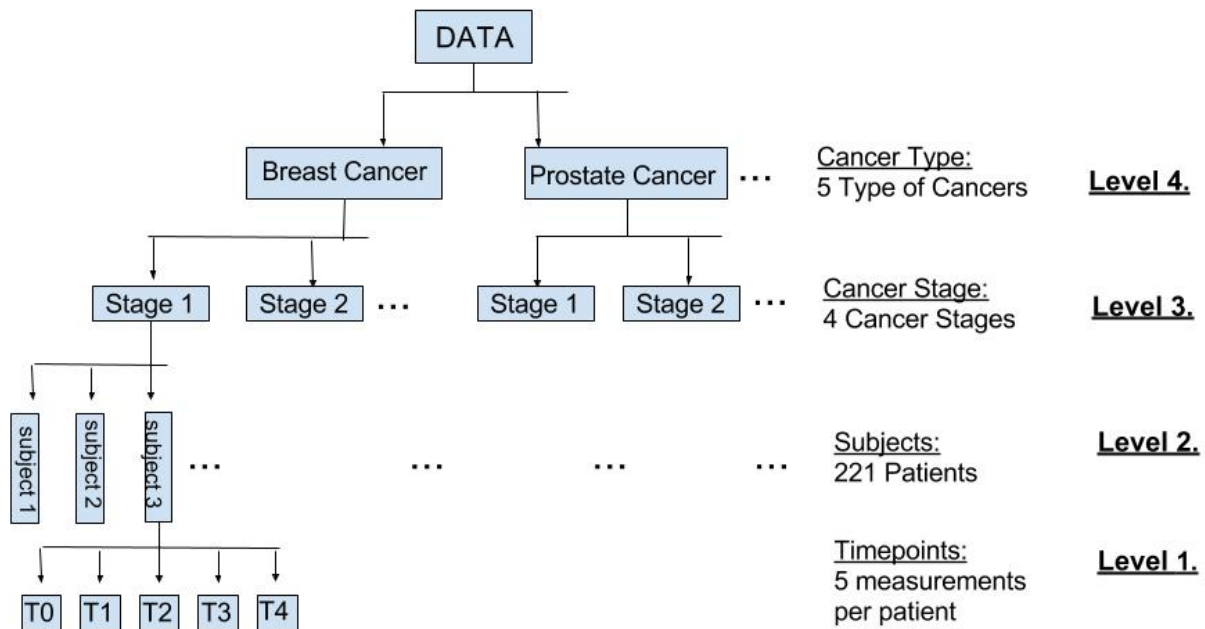 DATA
Breast Cancer
Prostate Cancer
...
Cancer Type:
5 Type of Cancers
Level 4.
Stage 1
Stage 2
...
Stage 1
Stage 2
...
Cancer Stage:
4 Cancer Stages
Level 3.
subject 1
subject 2
subject 3
...
...
...
...
Subjects:
221 Patients
Level 2.
T0
T1
T2
T3
T4
Timepoints:
5 measurements
per patient
Level 1.